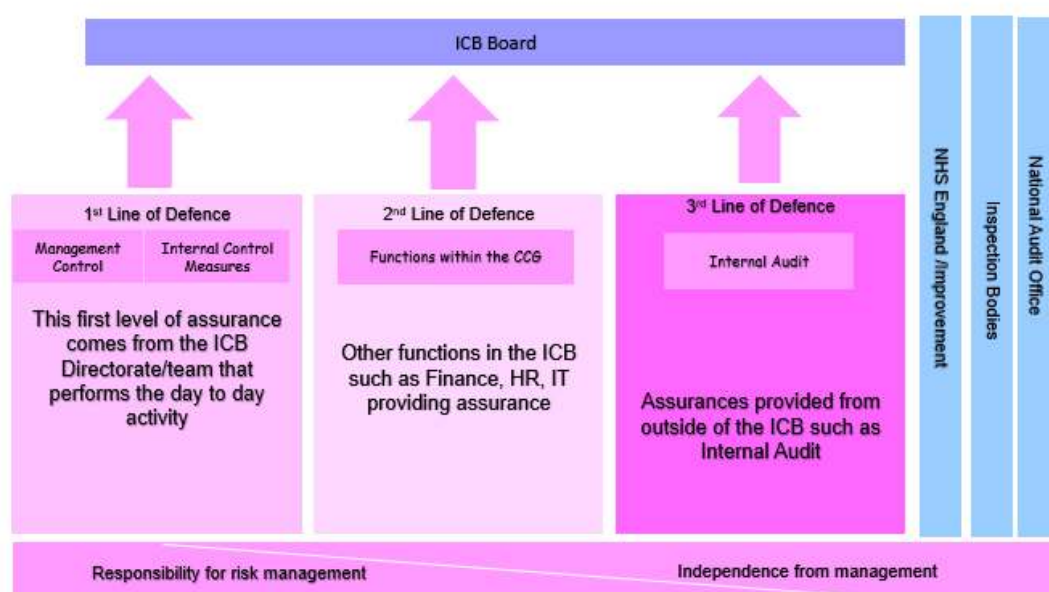 ICB Board
1st Line of Defence
Management
Control
Internal Control
Measures
This first level of assurance
comes from the ICB
Directorate/team that
performs the day to day
activity
2nd Line of Defence
Functions within the CCG
Other functions in the ICB
such as Finance, HR, IT
providing assurance
3rd Line of Defence
Internal Audit
Assurances provided from
outside of the ICB such as
Internal Audit
NHS England /Improvement
Inspection Bodies
National Audit Office
Responsibility for risk management
Independence from management